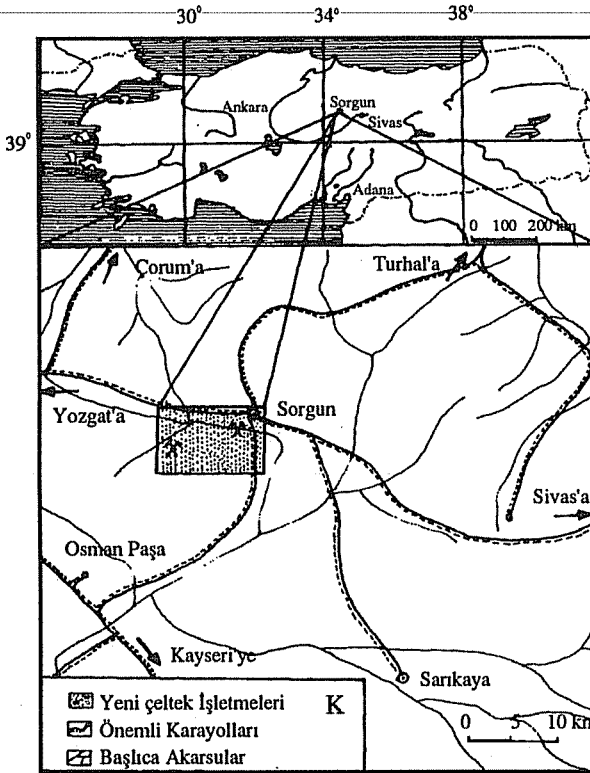 30° 34° 38°
39°
Ankara
Sorgun
Sivas
Adana
0 100 200 km
Çorum'a
Turhal'a
Yozgat'a
Sorgun
Sivas'a
Osman Paşa
Kayseri'ye
Sarıkaya
Yeni çeltek İşletmeleri K
Önemli Karayolları
Başlıca Akarsular
0 5 10 km